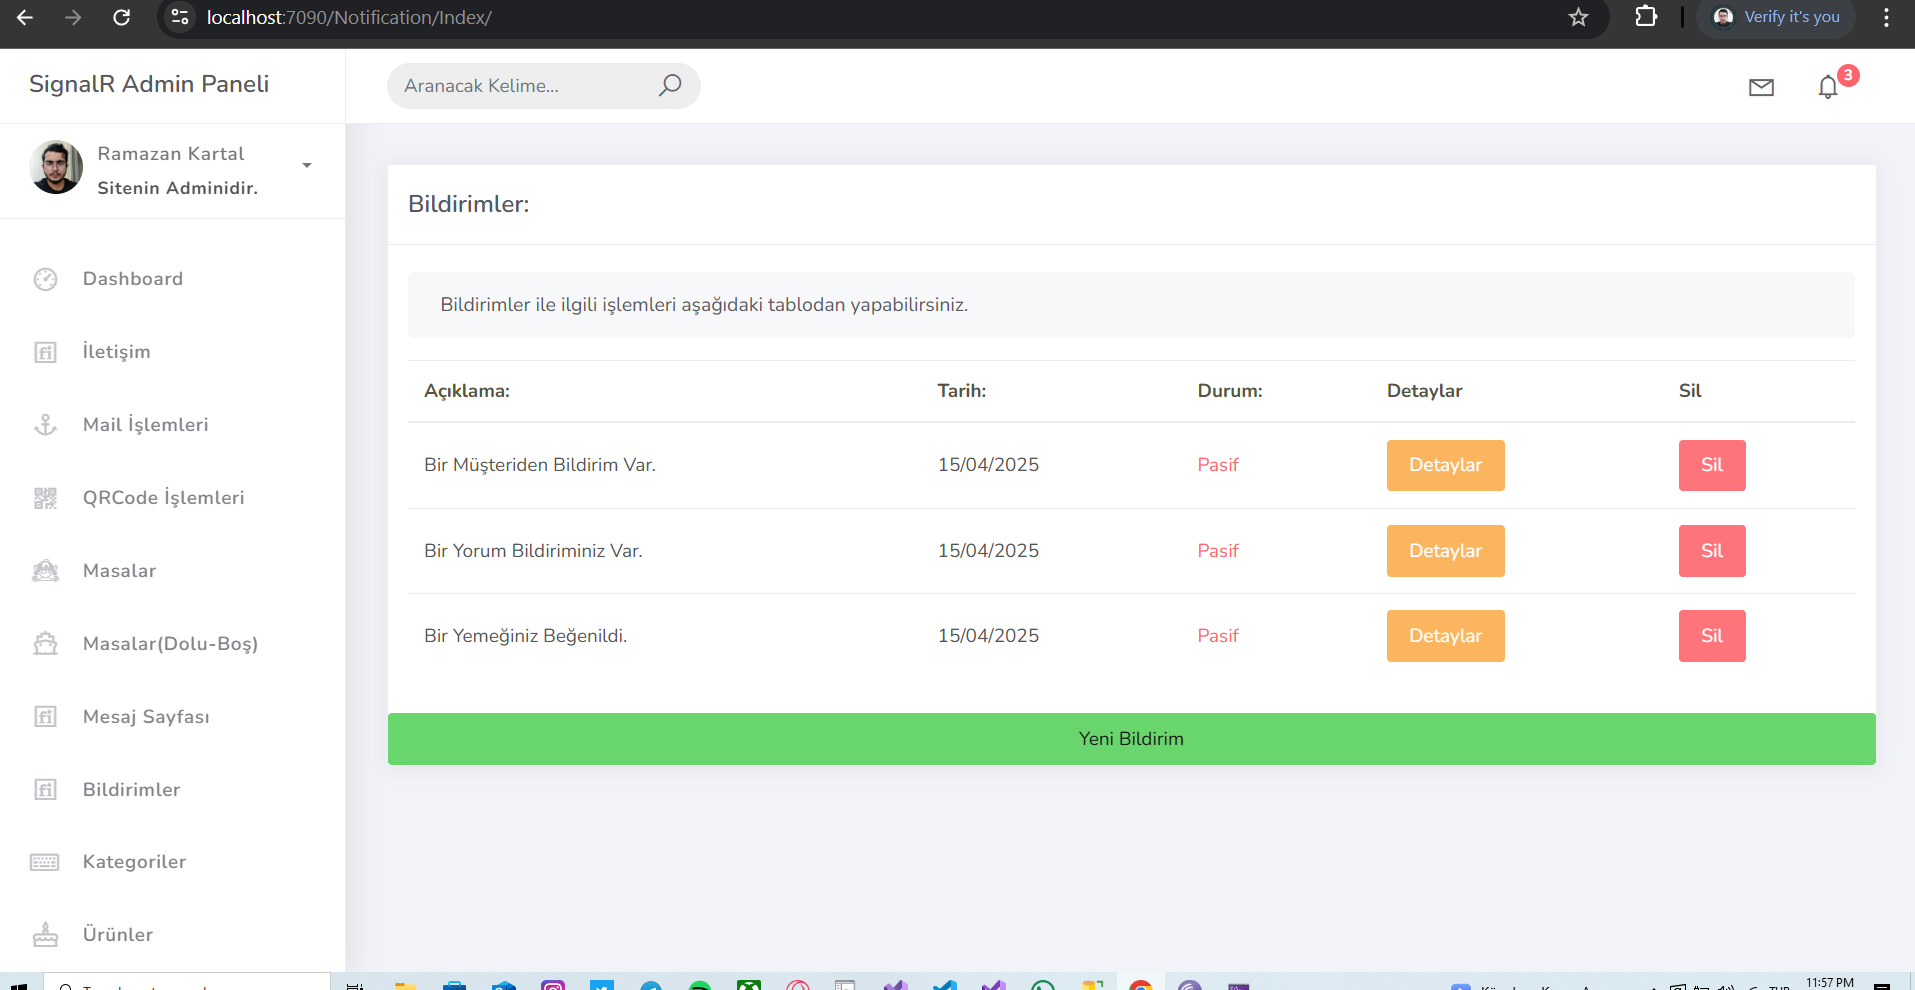 localhost:7090/Notification/Index/
Verify it's you
SignalR Admin Paneli
Aranacak Kelime...
3
Ramazan Kartal
Sitenin Adminidir.
Dashboard
İletişim
Mail İşlemleri
QRCode İşlemleri
Masalar
Masalar(Dolu-Boş)
Mesaj Sayfası
Bildirimler
Kategoriler
Ürünler
Bildirimler:
Bildirimler ile ilgili işlemleri aşağıdaki tablodan yapabilirsiniz.
Açıklama: Tarih: Durum: Detaylar Sil
Bir Müşteriden Bildirim Var. 15/04/2025 Pasif Detaylar Sil
Bir Yorum Bildiriminiz Var. 15/04/2025 Pasif Detaylar Sil
Bir Yemeğiniz Beğenildi. 15/04/2025 Pasif Detaylar Sil
Yeni Bildirim
11:57 PM